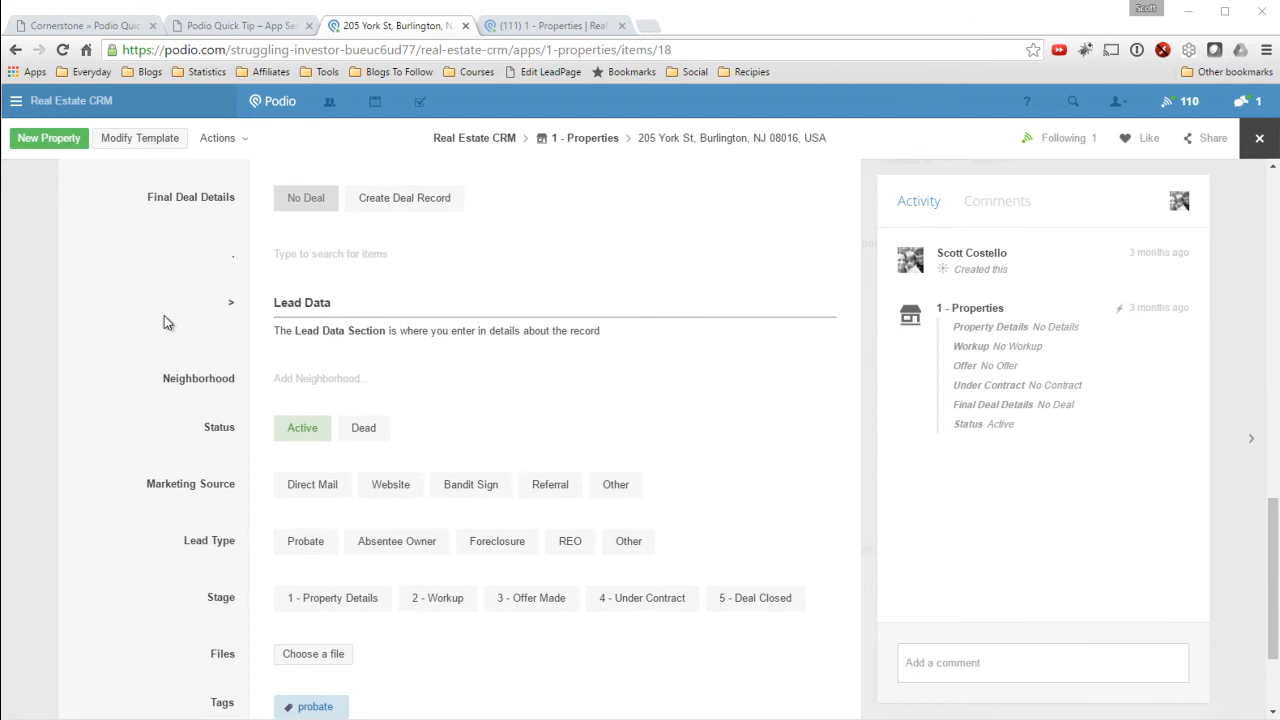 Scott
Cornerstone » Podio Quic
Podio Quick Tip – App Se
205 York St, Burlington, N
(111) 1 - Properties | Rea
https://podio.com/struggling-investor-bueuc6ud77/real-estate-crm/apps/1-properties/items/18
Apps Everyday Blogs Statistics Affiliates Tools Blogs To Follow Courses Edit LeadPage Bookmarks Social Recipies Other bookmarks
Real Estate CRM Podio ? 110 1
New Property Modify Template Actions Real Estate CRM > 1 - Properties > 205 York St, Burlington, NJ 08016, USA Following 1 Like Share
Final Deal Details No Deal Create Deal Record
. Type to search for items
> Lead Data
The Lead Data Section is where you enter in details about the record
Neighborhood Add Neighborhood...
Status Active Dead
Marketing Source Direct Mail Website Bandit Sign Referral Other
Lead Type Probate Absentee Owner Foreclosure REO Other
Stage 1 - Property Details 2 - Workup 3 - Offer Made 4 - Under Contract 5 - Deal Closed
Files Choose a file
Tags probate
Activity Comments
Scott Costello 3 months ago
Created this
1 - Properties 3 months ago
Property Details No Details
Workup No Workup
Offer No Offer
Under Contract No Contract
Final Deal Details No Deal
Status Active
Add a comment